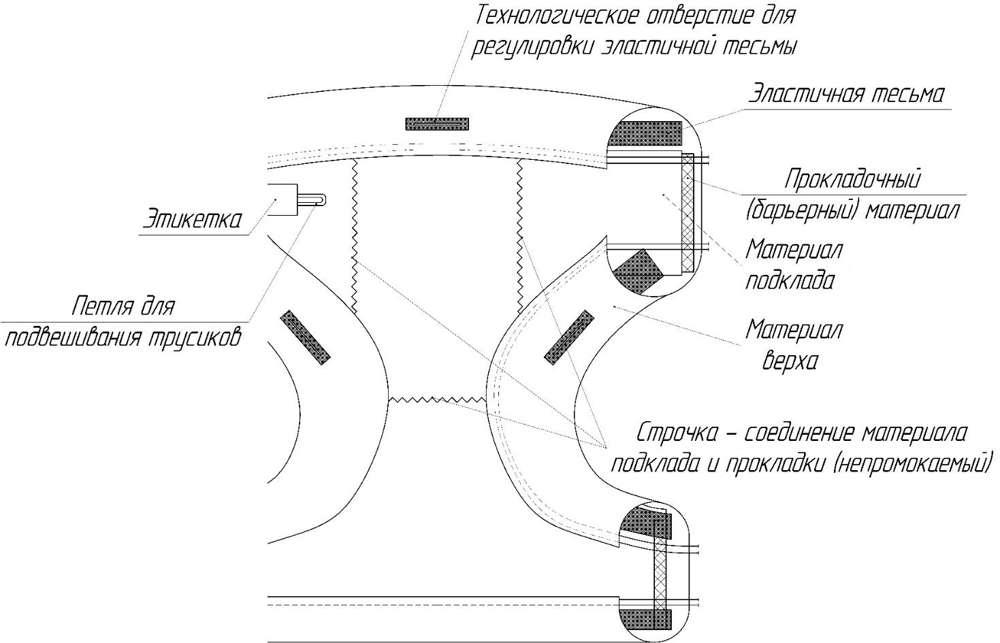 Технологическое отверстие для
регулировки эластичной тесьмы
Эластичная тесьма
Прокладочный
(барьерный) материал
Этикетка
Материал
подклада
Петля для
подвешивания трусиков
Материал
верха
Строчка – соединение материала
подклада и прокладки (непромокаемый)